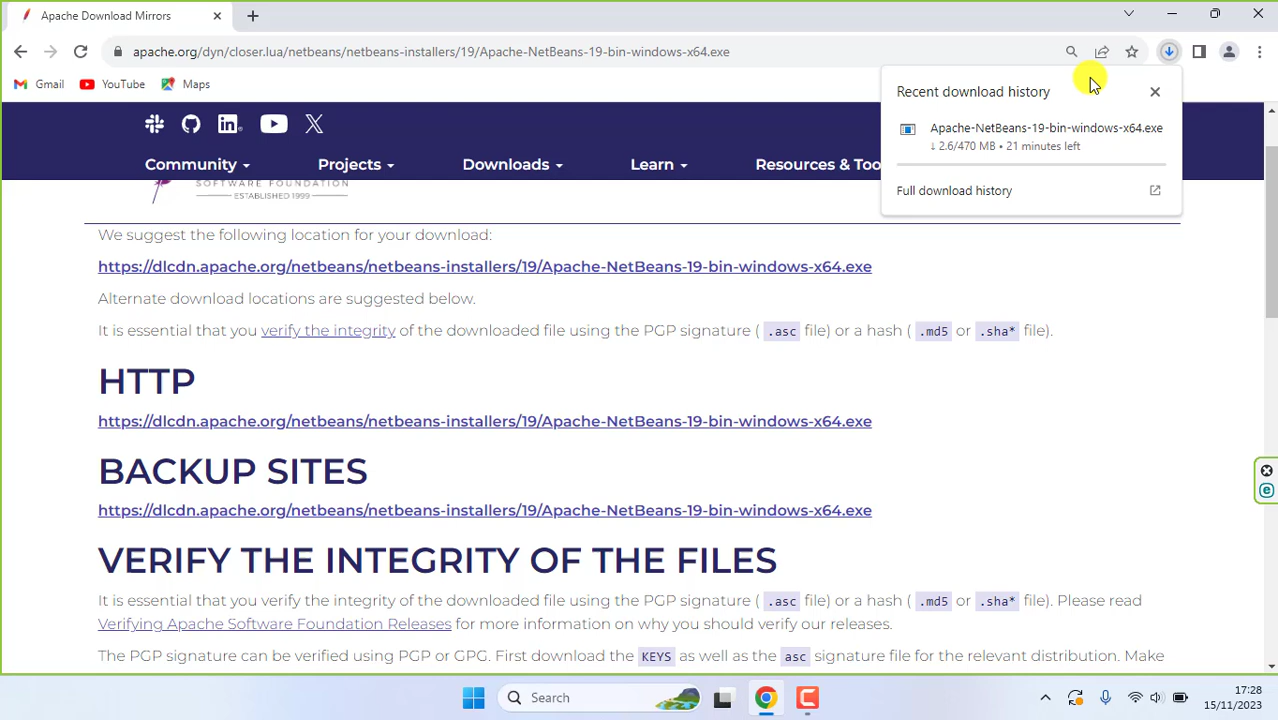 Apache Download Mirrors
apache.org/dyn/closer.lua/netbeans/netbeans-installers/19/Apache-NetBeans-19-bin-windows-x64.exe
Gmail YouTube Maps
Recent download history
Apache-NetBeans-19-bin-windows-x64.exe
↓ 2.6/470 MB • 21 minutes left
Full download history
Community Projects Downloads Learn Resources & Too
SOFTWARE FOUNDATION
ESTABLISHED 1999
We suggest the following location for your download:
https://dlcdn.apache.org/netbeans/netbeans-installers/19/Apache-NetBeans-19-bin-windows-x64.exe
Alternate download locations are suggested below.
It is essential that you verify the integrity of the downloaded file using the PGP signature ( .asc file) or a hash ( .md5 or .sha* file).
HTTP
https://dlcdn.apache.org/netbeans/netbeans-installers/19/Apache-NetBeans-19-bin-windows-x64.exe
BACKUP SITES
https://dlcdn.apache.org/netbeans/netbeans-installers/19/Apache-NetBeans-19-bin-windows-x64.exe
VERIFY THE INTEGRITY OF THE FILES
It is essential that you verify the integrity of the downloaded file using the PGP signature ( .asc file) or a hash ( .md5 or .sha* file). Please read
Verifying Apache Software Foundation Releases for more information on why you should verify our releases.
The PGP signature can be verified using PGP or GPG. First download the KEYS as well as the asc signature file for the relevant distribution. Make
Search
17:28
15/11/2023